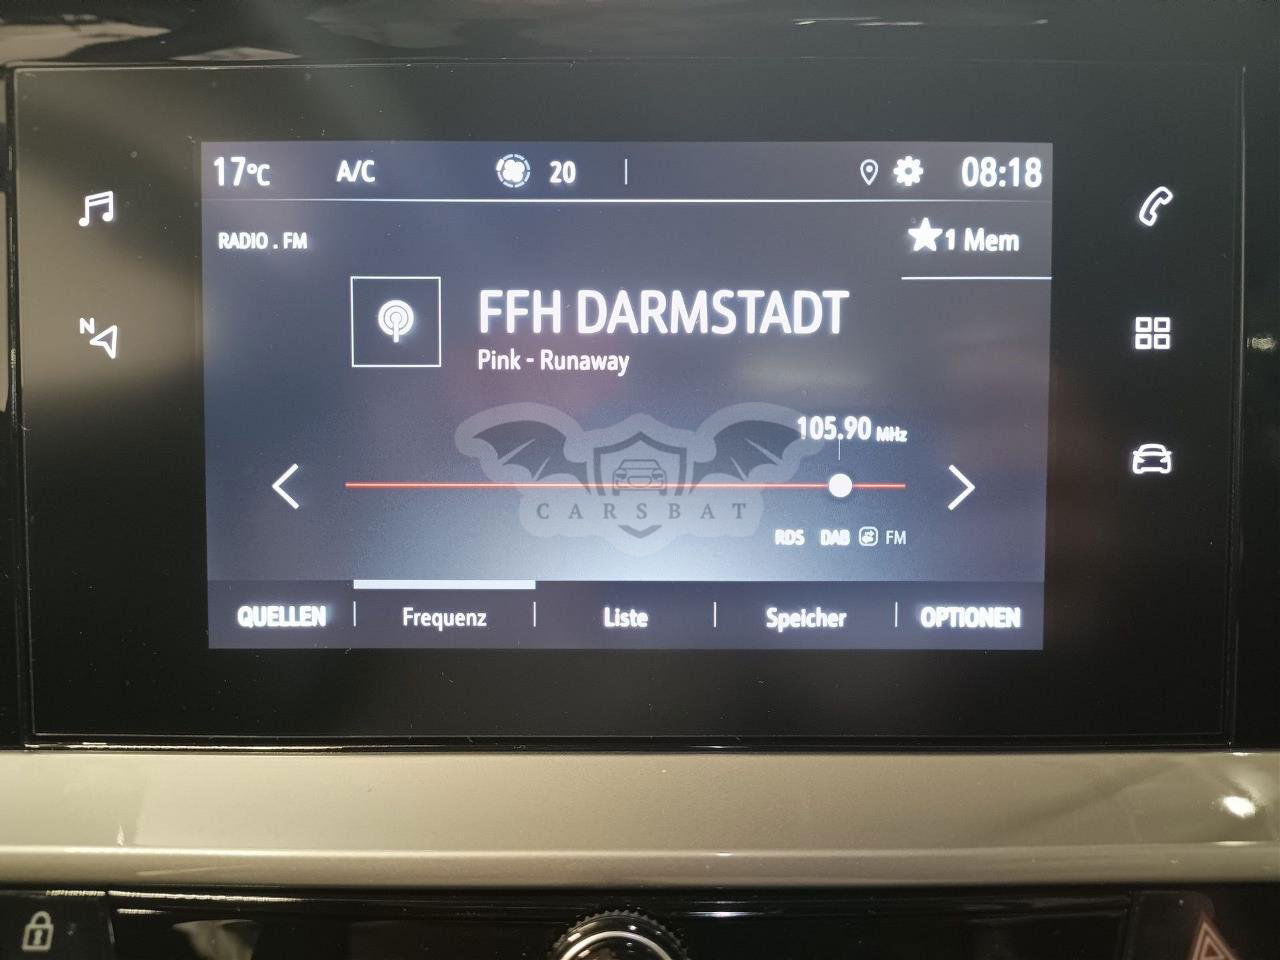 17°C A/C 20 08:18
RADIO . FM
1 Mem
FFH DARMSTADT
Pink - Runaway
N
105.90 MHz
CARSBAT
RDS DAB FM
QUELLEN Frequenz Liste Speicher OPTIONEN